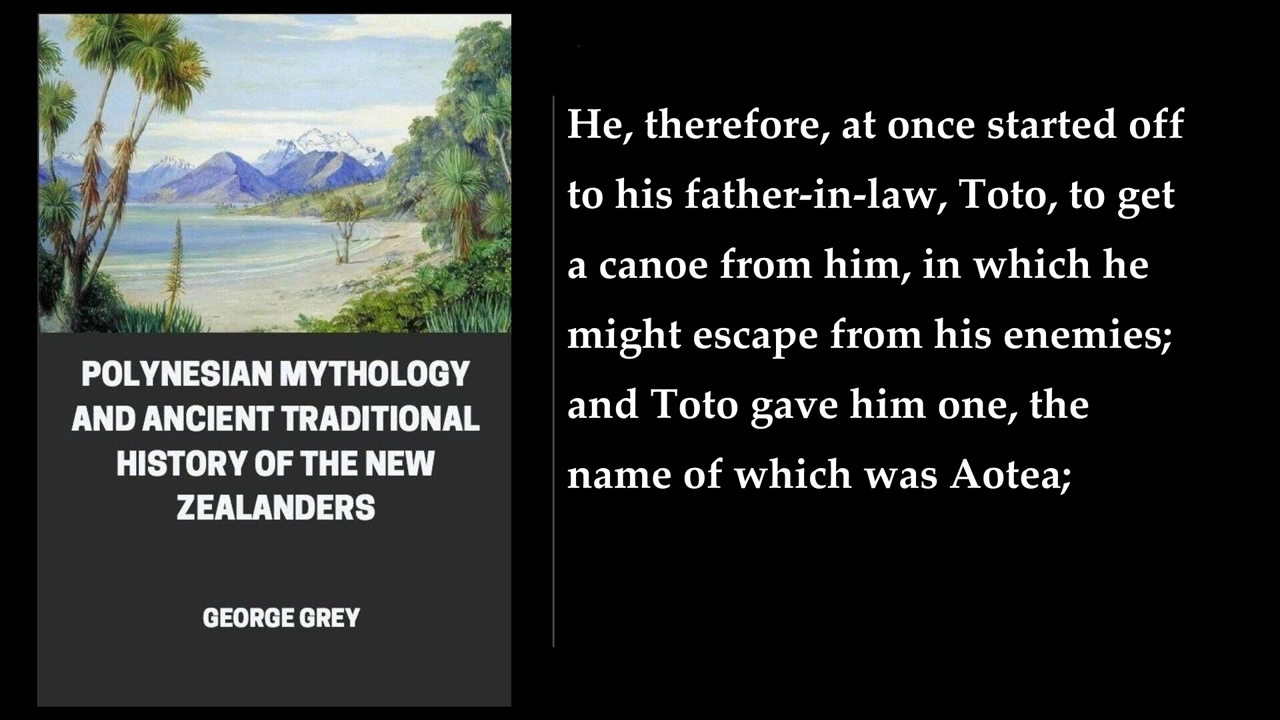 POLYNESIAN MYTHOLOGY
AND ANCIENT TRADITIONAL
HISTORY OF THE NEW
ZEALANDERS
GEORGE GREY
He, therefore, at once started off
to his father-in-law, Toto, to get
a canoe from him, in which he
might escape from his enemies;
and Toto gave him one, the
name of which was Aotea;